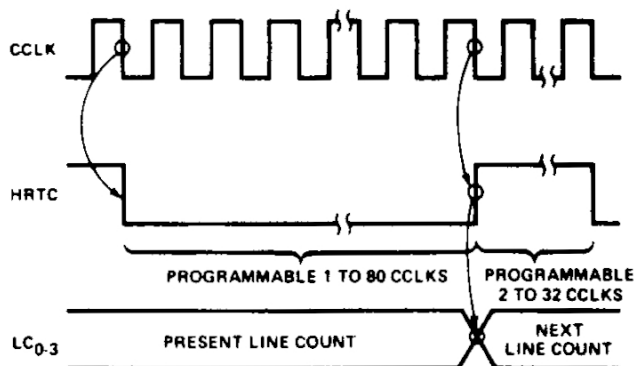 CCLK
HRTC
PROGRAMMABLE 1 TO 80 CCLKS
PROGRAMMABLE
2 TO 32 CCLKS
LC0-3
PRESENT LINE COUNT
NEXT
LINE COUNT